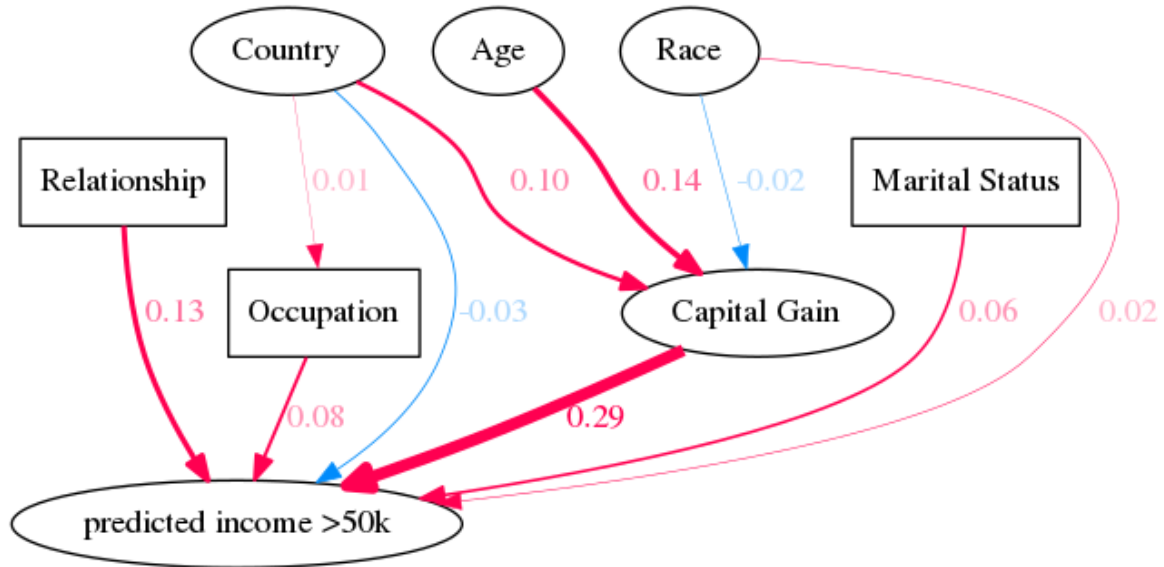 Country
Age
Race
Relationship
0.01
0.10
0.14
-0.02
Marital Status
0.13
Occupation
-0.03
Capital Gain
0.06
0.02
0.08
0.29
predicted income >50k